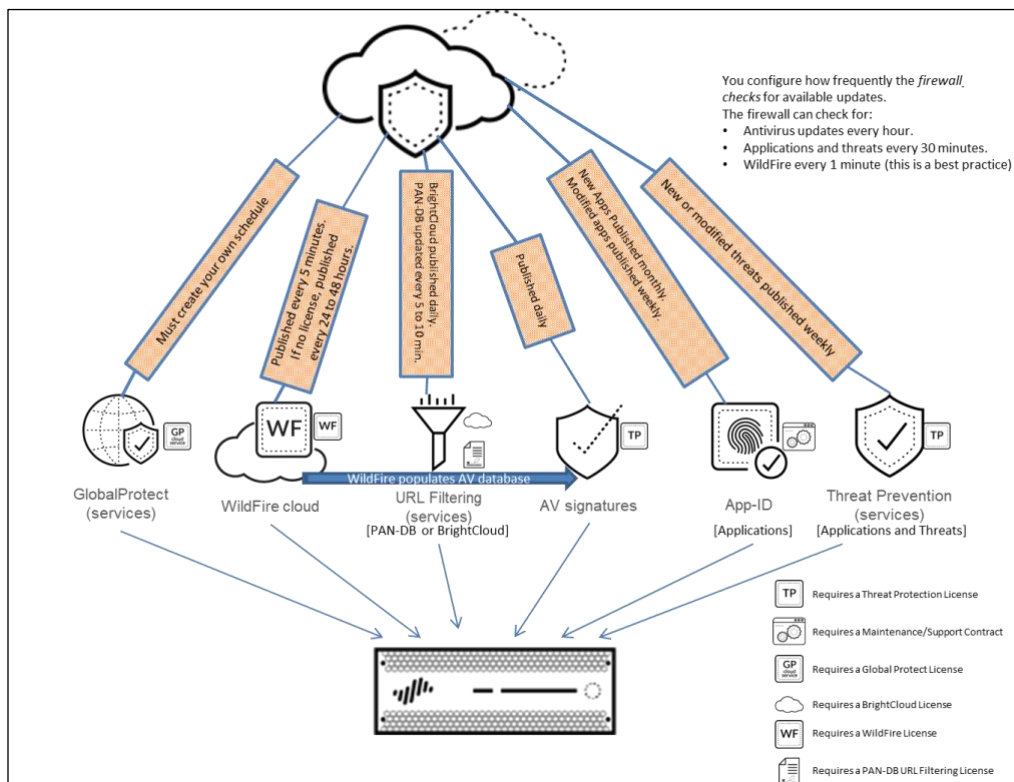 You configure how frequently the firewall
checks for available updates.
The firewall can check for:
• Antivirus updates every hour.
• Applications and threats every 30 minutes.
• WildFire every 1 minute (this is a best practice)
Must create your own schedule
Published every 5 minutes.
If no license, published
every 24 to 48 hours.
BrightCloud published daily.
PAN-DB updated every 5 to 10 min.
Published daily
New Apps Published monthly.
Modified apps published weekly.
New or modified threats published weekly
GP
cloud
service
WF
WF
TP
TP
WildFire populates AV database
GlobalProtect
(services)
WildFire cloud
URL Filtering
(services)
[PAN-DB or BrightCloud]
AV signatures
App-ID
[Applications]
Threat Prevention
(services)
[Applications and Threats]
TP Requires a Threat Protection License
Requires a Maintenance/Support Contract
GP
cloud
service
Requires a Global Protect License
Requires a BrightCloud License
WF Requires a WildFire License
Requires a PAN-DB URL Filtering License